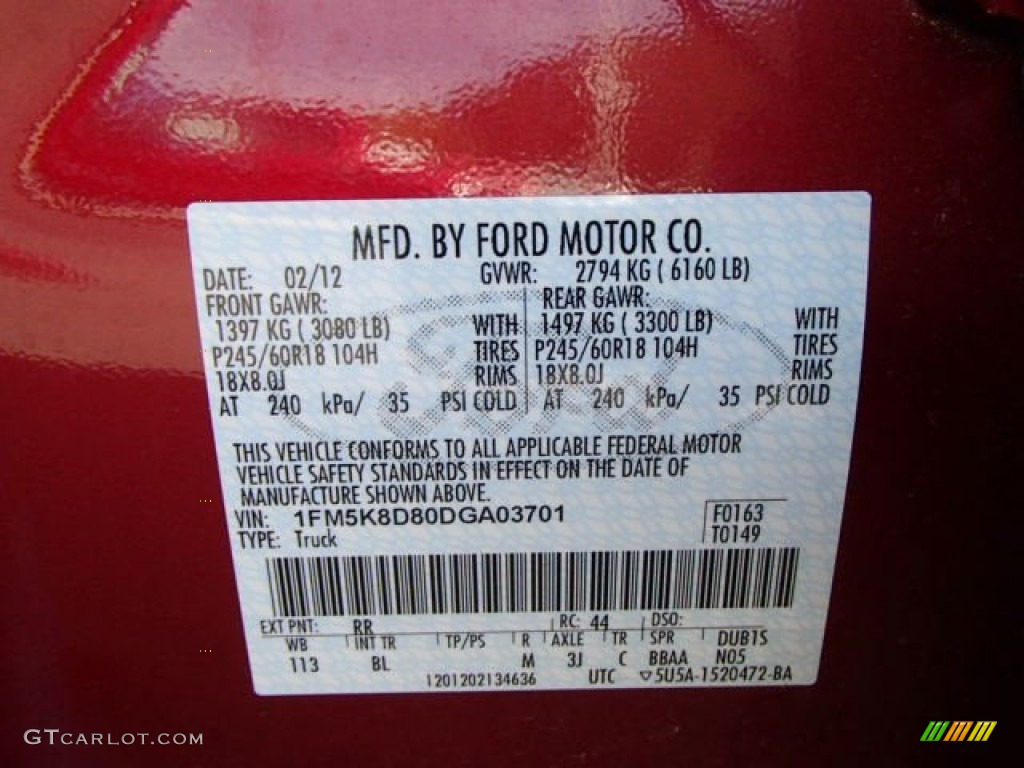 MFD. BY FORD MOTOR CO.
DATE: 02/12 GVWR: 2794 KG ( 6160 LB)
FRONT GAWR: REAR GAWR:
1397 KG ( 3080 LB) WITH 1497 KG ( 3300 LB) WITH
P245/60R18 104H TIRES P245/60R18 104H TIRES
18X8.0J RIMS 18X8.0J RIMS
AT 240 kPa/ 35 PSI COLD AT 240 kPa/ 35 PSI COLD
Ford
THIS VEHICLE CONFORMS TO ALL APPLICABLE FEDERAL MOTOR
VEHICLE SAFETY STANDARDS IN EFFECT ON THE DATE OF
MANUFACTURE SHOWN ABOVE.
VIN: 1FM5K8D80DGA03701 F0163
TYPE: Truck T0149
EXT PNT: RR RC: 44 DSO:
WB INT TR TP/PS R AXLE TR SPR DUB1S
113 BL M 3J C BBAA N05
1201202134636 UTC ▽5U5A-1520472-BA
GTCARLOT.COM